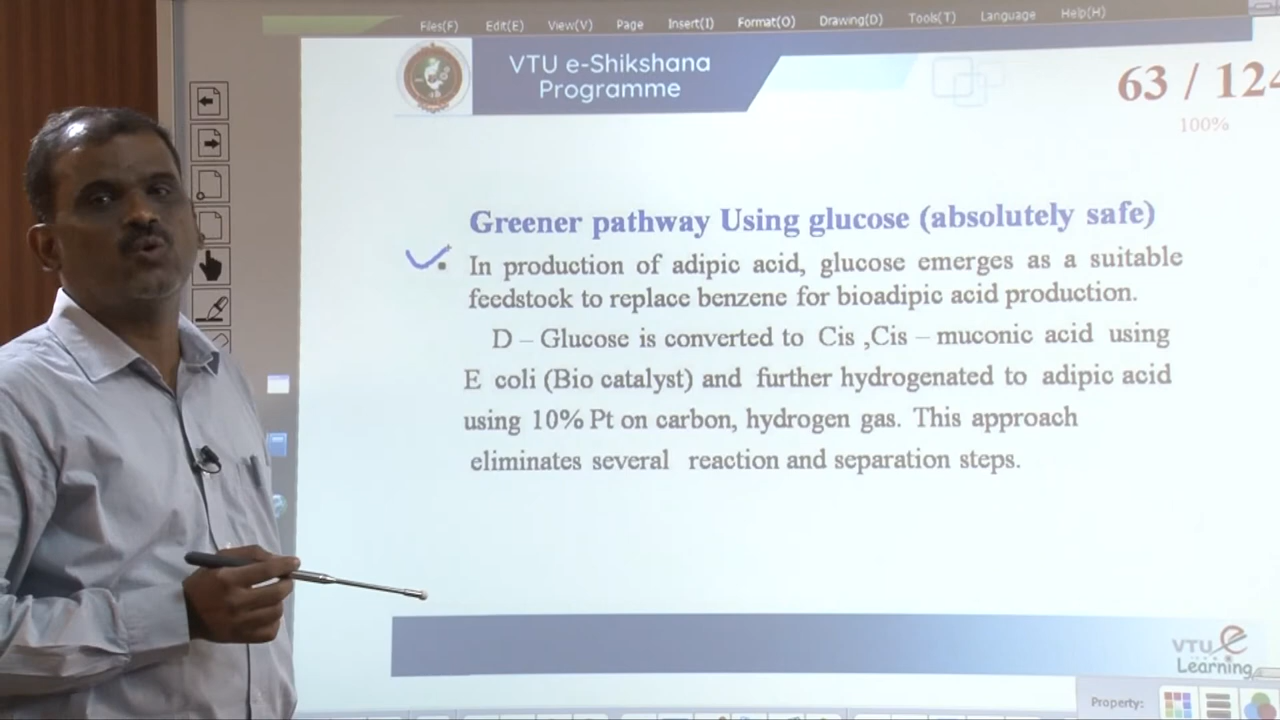 Files(F) Edit(E) View(V) Page Insert(I) Format(O) Drawing(D) Tools(T) Language Help(H)
VTU e-Shikshana
Programme
63 / 124
100%
Greener pathway Using glucose (absolutely safe)
In production of adipic acid, glucose emerges as a suitable
feedstock to replace benzene for bioadipic acid production.
D – Glucose is converted to Cis ,Cis – muconic acid using
E coli (Bio catalyst) and further hydrogenated to adipic acid
using 10% Pt on carbon, hydrogen gas. This approach
eliminates several reaction and separation steps.
VTU e
Learning
Property: